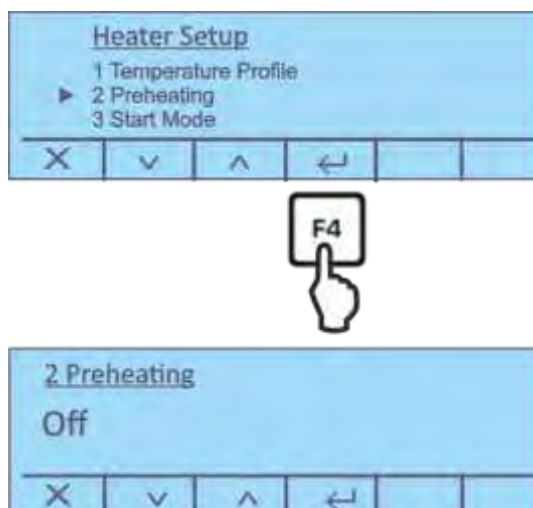 Heater Setup
1 Temperature Profile
▶ 2 Preheating
3 Start Mode
F4
2 Preheating
Off